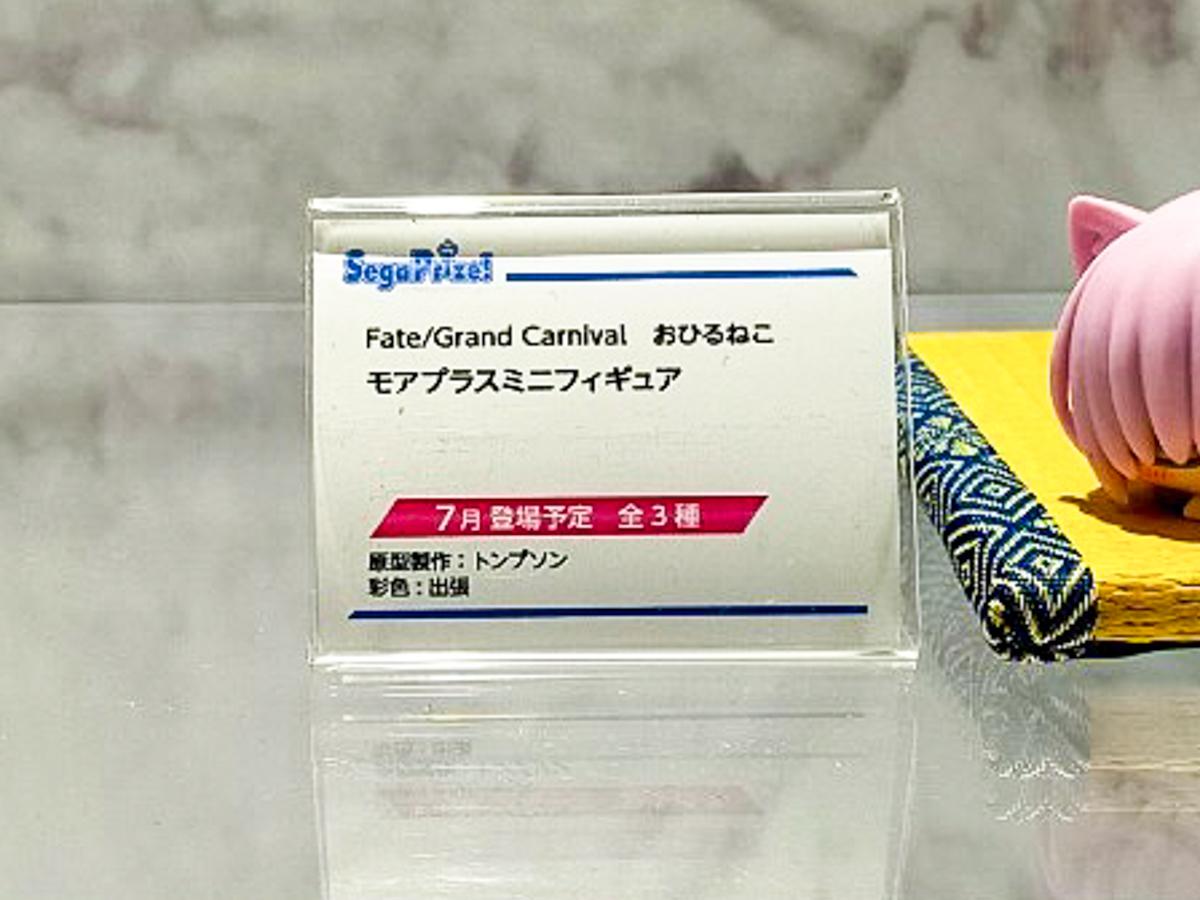 SegaPrize!
Fate/Grand Carnival おひるねこ
モアプラスミニフィギュア
7月 登場予定 全3種
原型製作：トンプソン
彩色：出張